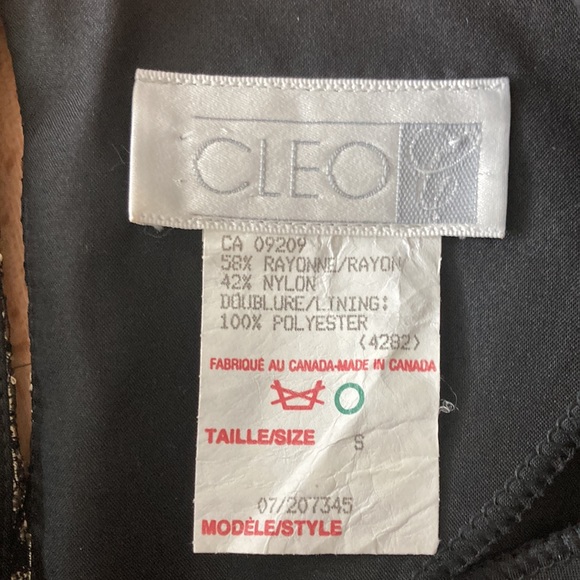 CLEO
CA 09209
58% RAYONNE/RAYON
42% NYLON
DOUBLURE/LINING:
100% POLYESTER
(4282)
FABRIQUÉ AU CANADA-MADE IN CANADA
TAILLE/SIZE S
07/207345
MODÈLE/STYLE